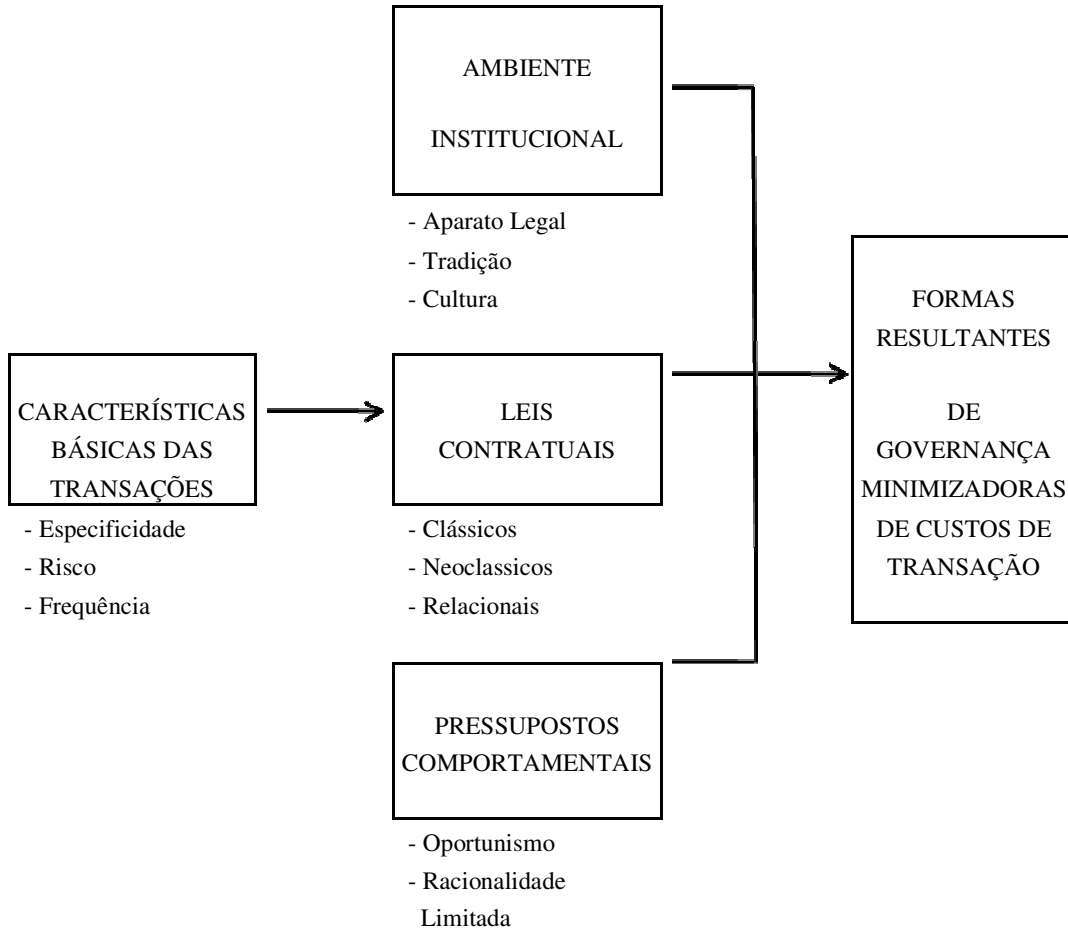 AMBIENTE
INSTITUCIONAL
- Aparato Legal
- Tradição
- Cultura
CARACTERÍSTICAS
BÁSICAS DAS
TRANSAÇÕES
- Especificidade
- Risco
- Frequência
LEIS
CONTRATUAIS
- Clássicos
- Neoclassicos
- Relacionais
PRESSUPOSTOS
COMPORTAMENTAIS
- Oportunismo
- Racionalidade
Limitada
FORMAS
RESULTANTES
DE
GOVERNANÇA
MINIMIZADORAS
DE CUSTOS DE
TRANSAÇÃO